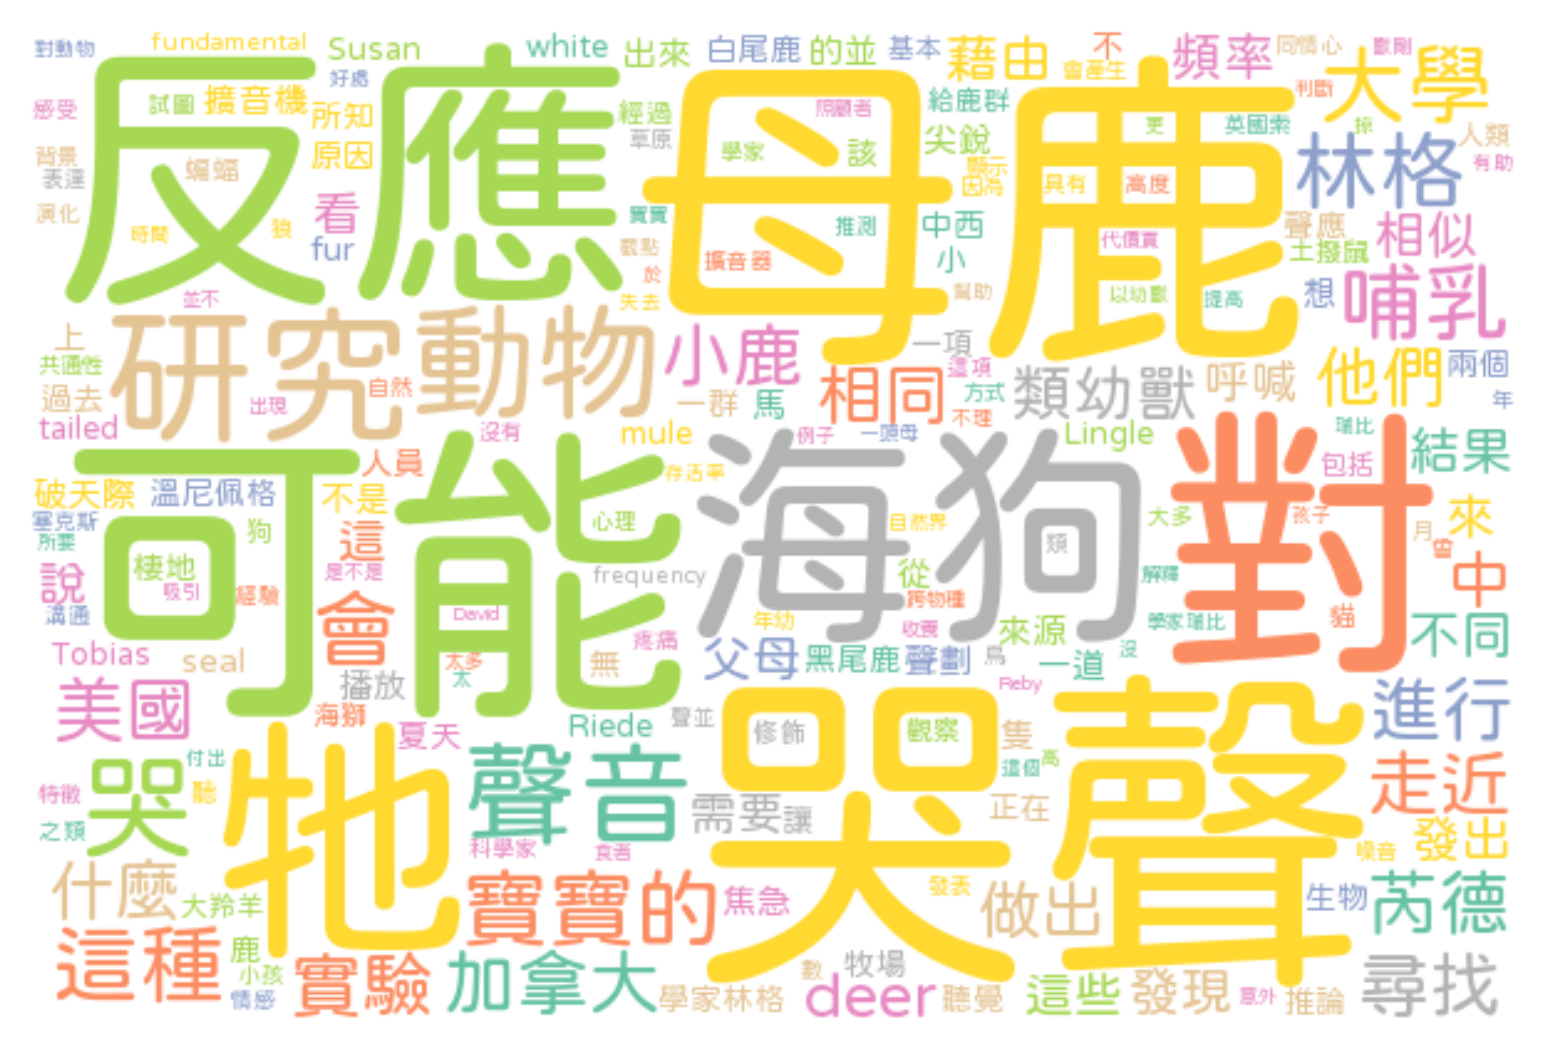 對動物 fundamental Susan white 出來 白尾鹿 的並 基本 藉由 不 頻率 同情心 獸剛
好處 會產生 大學
感受 試圖 擴音機 所知 經過 照顧者 給鹿群 判斷
反應 母鹿
草原 更 英國索 掠 人類
背景 原因 學家 該 尖銳 顯示 林格 有助
表達 蝙蝠 因為 具有 高度
演化 看 寶寶 推測 中西 聲應 相似
時間 狼 fur 觀點 擴音器 小 代價實 土撥鼠
於 幫助 以幼獸 提高 想 哺乳
並不 失去
上 研究 動物 小鹿 一項 這項 他們 兩個
共通性 自然 相同 類幼獸 呼喊
過去 出現 一群 馬 方式 年
tailed 沒有 mule 例子 一頭母 不理 Lingle 瑞比 結果
人員 存活率 包括
破天際 溫尼佩格 不是 可能 海狗 對
塞克斯 狗 這 心理 自然界 大多 孩子 來
所要 類 月 曾
說 棲地 是不是 frequency 從 解釋 中
吸引 經驗 跨物種
溝通 會 David 年幼 收養 來源 學家瑞比 貓 不同
Tobias seal 太多 疼痛 父母 黑尾鹿 聲劃 鳥 一道 沒
太 無
美國 播放 Reby 進行
海獅 夏天 Riede 聲並 修飾 觀察 隻
哭 付出 牠 聲音 哭聲 這個 高 走近
特徵 聽 需要 讓 正在
之類 科學家 食者 噪音 發出
什麼 大羚羊 寶寶的 焦急 發表 做出 生物 芮德
這種 鹿
小孩 實驗 加拿大 數 牧場 這些 發現 尋找
情感 學家林格 deer 聽覺 意外 推論